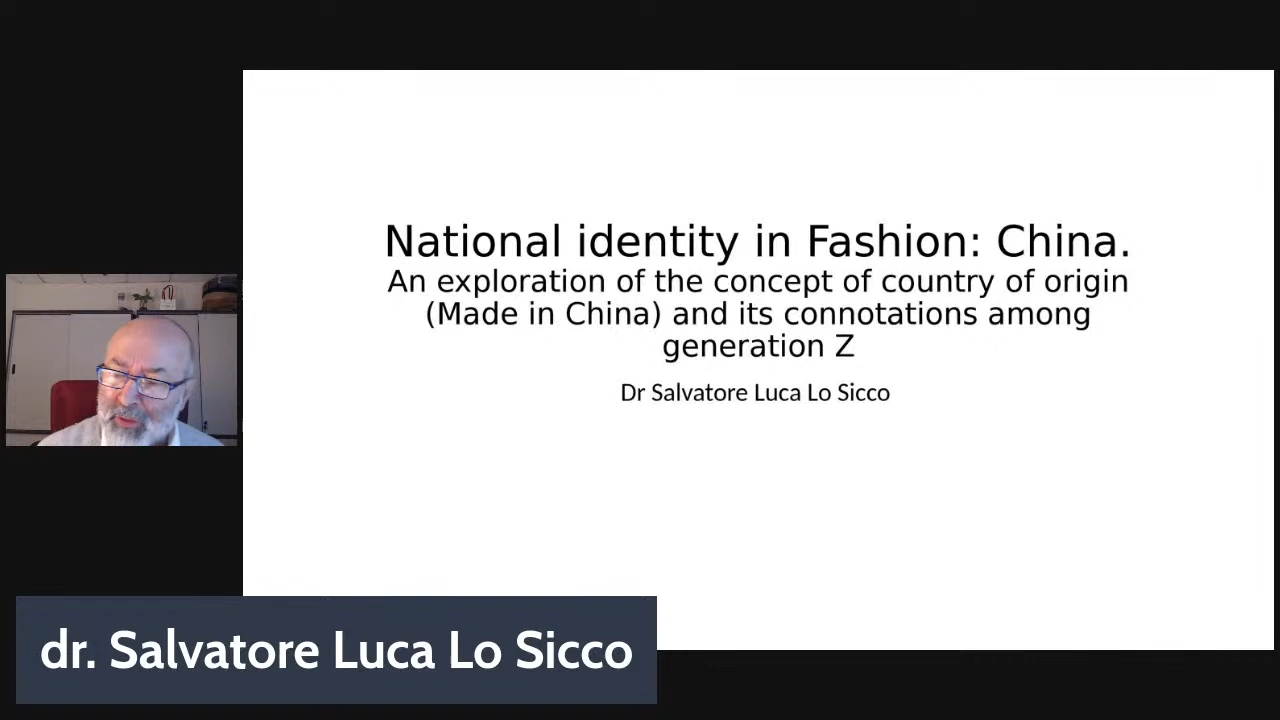 National identity in Fashion: China.
An exploration of the concept of country of origin
(Made in China) and its connotations among
generation Z
Dr Salvatore Luca Lo Sicco
dr. Salvatore Luca Lo Sicco